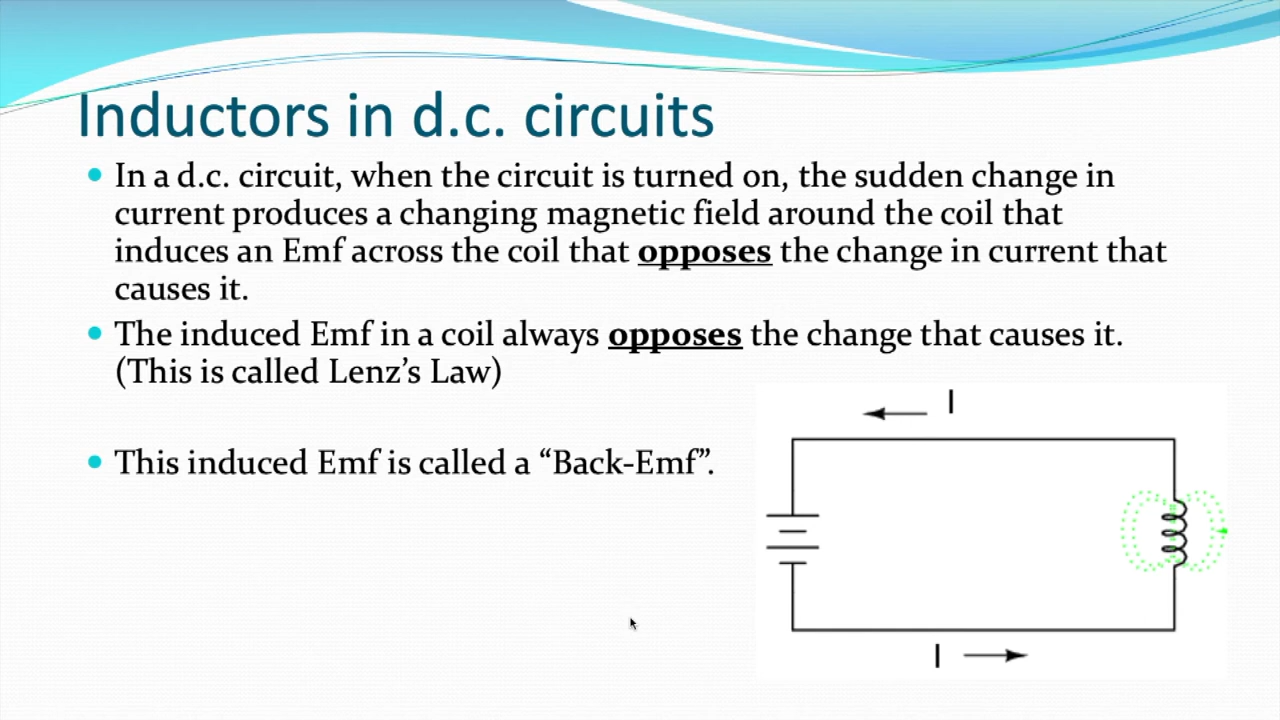 Inductors in d.c. circuits
In a d.c. circuit, when the circuit is turned on, the sudden change in
current produces a changing magnetic field around the coil that
induces an Emf across the coil that opposes the change in current that
causes it.
The induced Emf in a coil always opposes the change that causes it.
(This is called Lenz’s Law)
This induced Emf is called a “Back-Emf”.
I
I